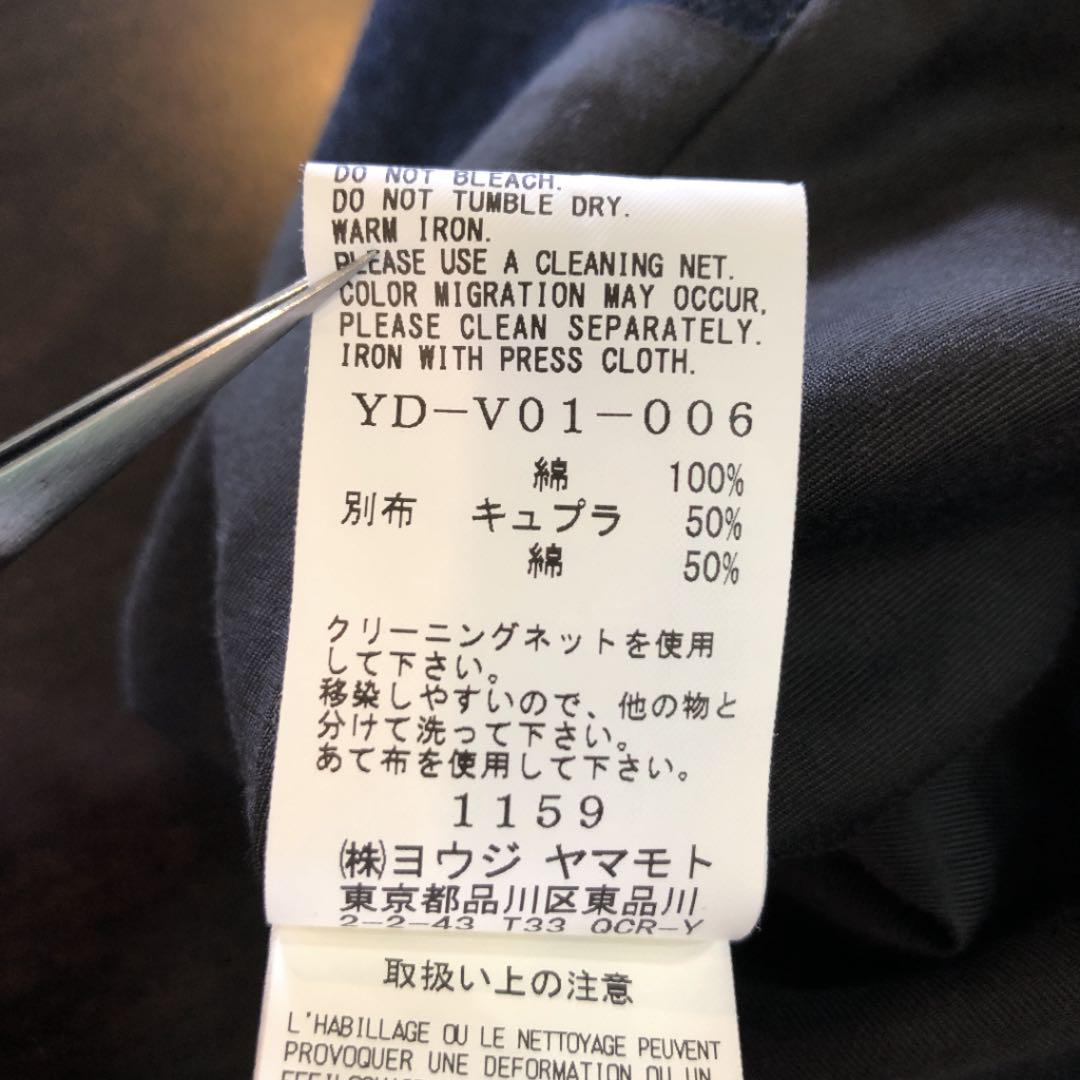 DO NOT BLEACH.
DO NOT TUMBLE DRY.
WARM IRON.
PLEASE USE A CLEANING NET.
COLOR MIGRATION MAY OCCUR,
PLEASE CLEAN SEPARATELY.
IRON WITH PRESS CLOTH.
YD-V01-006
綿 100%
別布 キュプラ 50%
綿 50%
クリーニングネットを使用
して下さい。
移染しやすいので、他の物と
分けて洗って下さい。
あて布を使用して下さい。
1159
㈱ヨウジ ヤマモト
東京都品川区東品川
2-2-43 T33 QCR-Y
取扱い上の注意
L'HABILLAGE OU LE NETTOYAGE PEUVENT
PROVOQUER UNE DEFORMATION OU UN